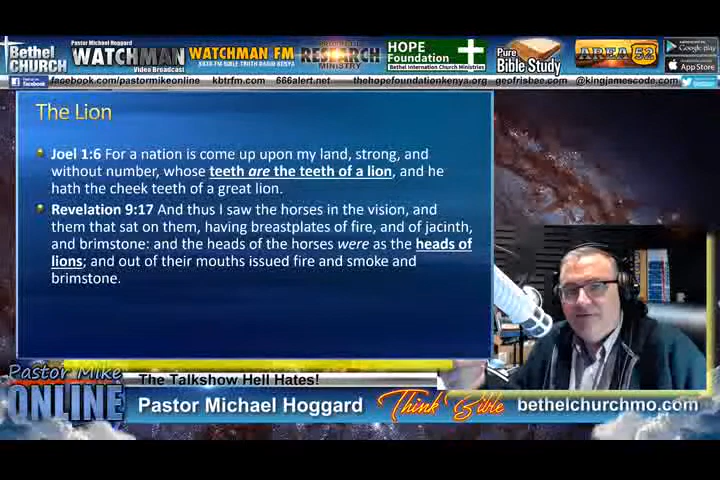 Bethel CHURCH
Pastor Michael Hoggard
WATCHMAN
Video Broadcast
WATCHMAN FM
KBTR-FM BIBLE TRUTH RADIO KENYA
RESEARCH
MINISTRY
HOPE
Foundation
Bethel Internation Church Ministries
Pure
Bible Study
AREA 52
Google play
App Store
facebook.com/pastormikeonline kbtrfm.com 666alert.net thehopefoundationkenya.org geofrisbee.com @kingjamescode.com
The Lion
Joel 1:6 For a nation is come up upon my land, strong, and
without number, whose teeth are the teeth of a lion, and he
hath the cheek teeth of a great lion.
Revelation 9:17 And thus I saw the horses in the vision, and
them that sat on them, having breastplates of fire, and of jacinth,
and brimstone: and the heads of the horses were as the heads of
lions; and out of their mouths issued fire and smoke and
brimstone.
Pastor Mike
ONLINE
The Talkshow Hell Hates!
Pastor Michael Hoggard Think Bible bethelchurchmo.com